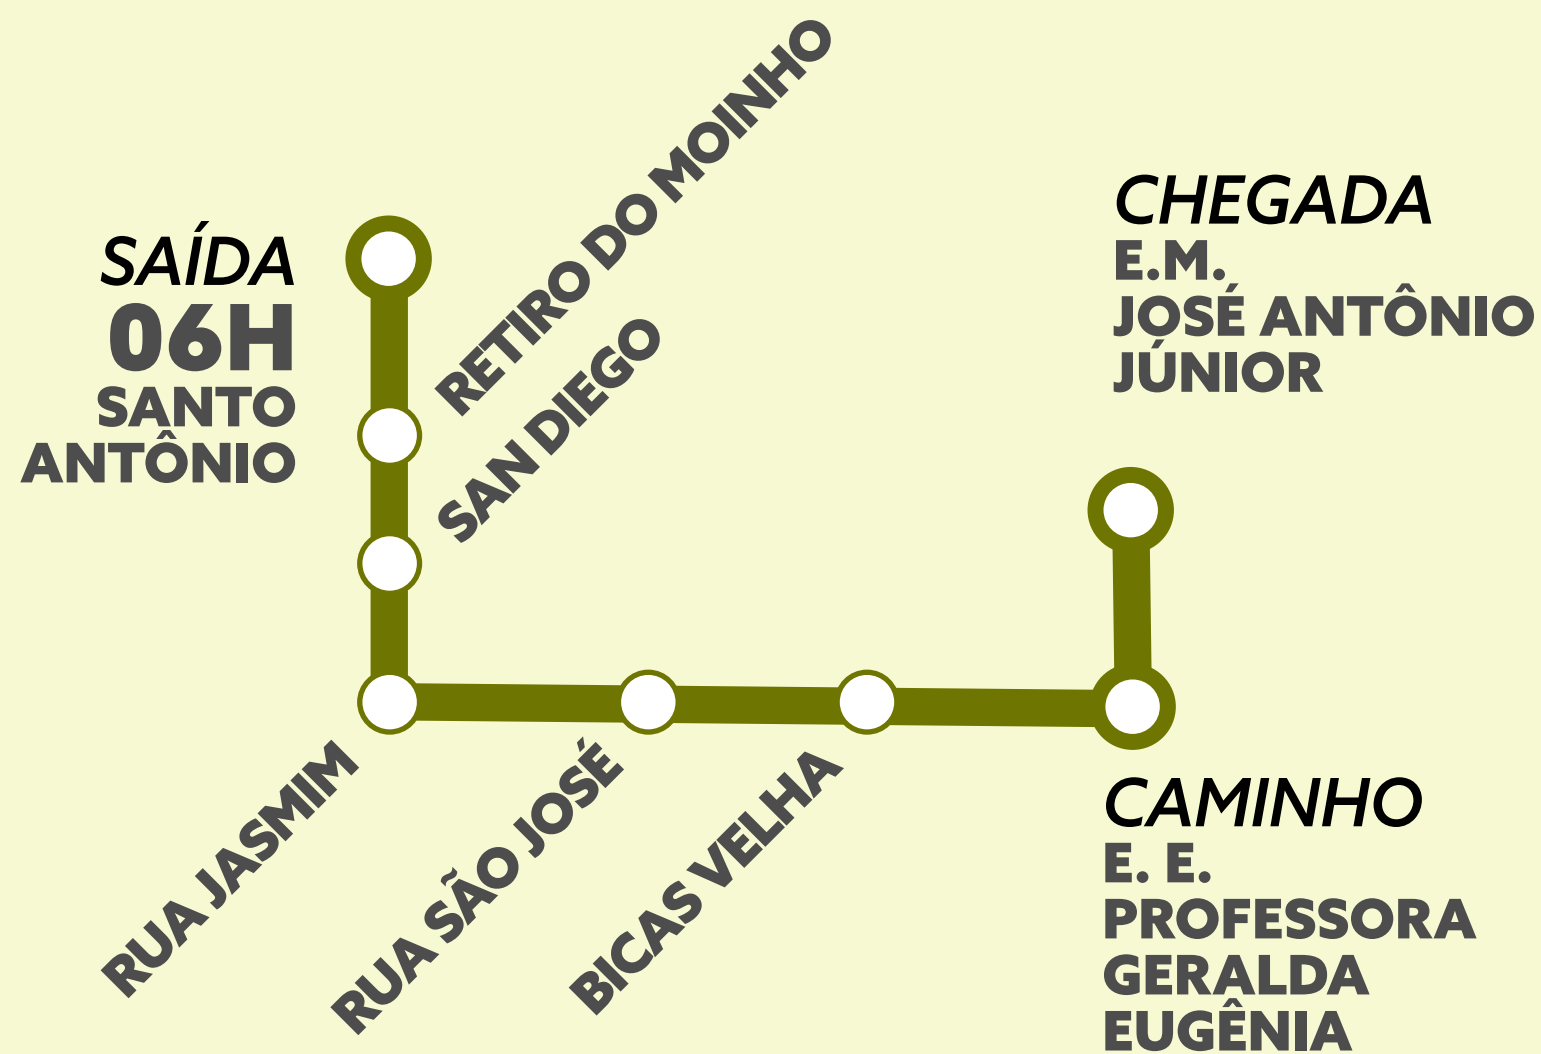 SAÍDA
06H
SANTO
ANTÔNIO
RETIRO DO MOINHO
SAN DIEGO
RUA JASMIM
RUA SÃO JOSÉ
BICAS VELHA
CAMINHO
E. E.
PROFESSORA
GERALDA
EUGÊNIA
CHEGADA
E.M.
JOSÉ ANTÔNIO
JÚNIOR